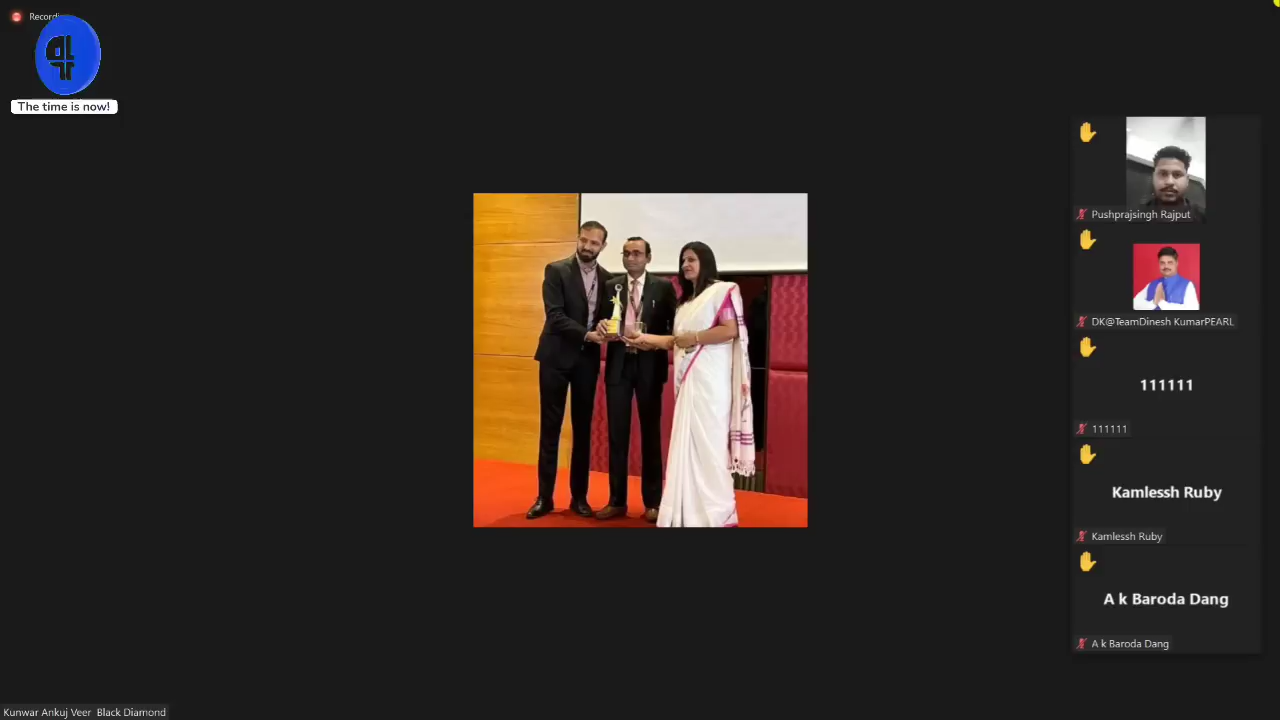 The time is now!
Pushprajsingh Rajput
DK@TeamDinesh KumarPEARL
111111
111111
Kamlessh Ruby
Kamlessh Ruby
A k Baroda Dang
A k Baroda Dang
Kunwar Ankuj Veer Black Diamond